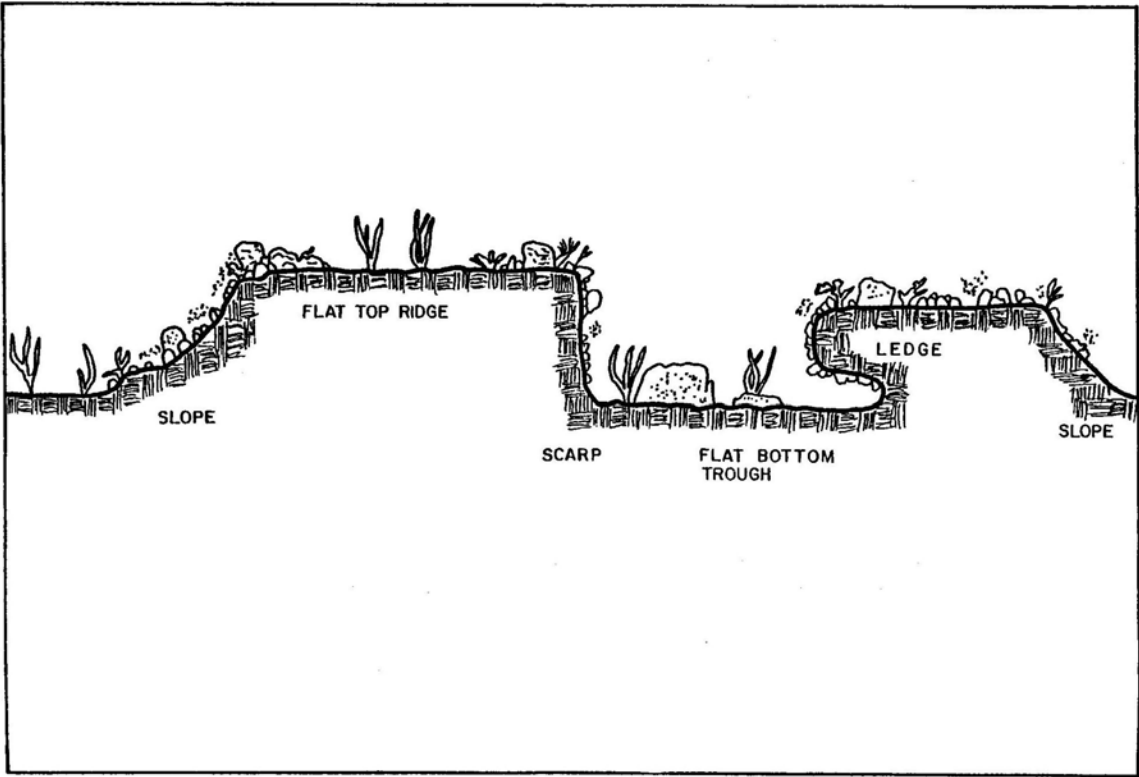 FLAT TOP RIDGE
LEDGE
SLOPE
SLOPE
SCARP
FLAT BOTTOM
TROUGH